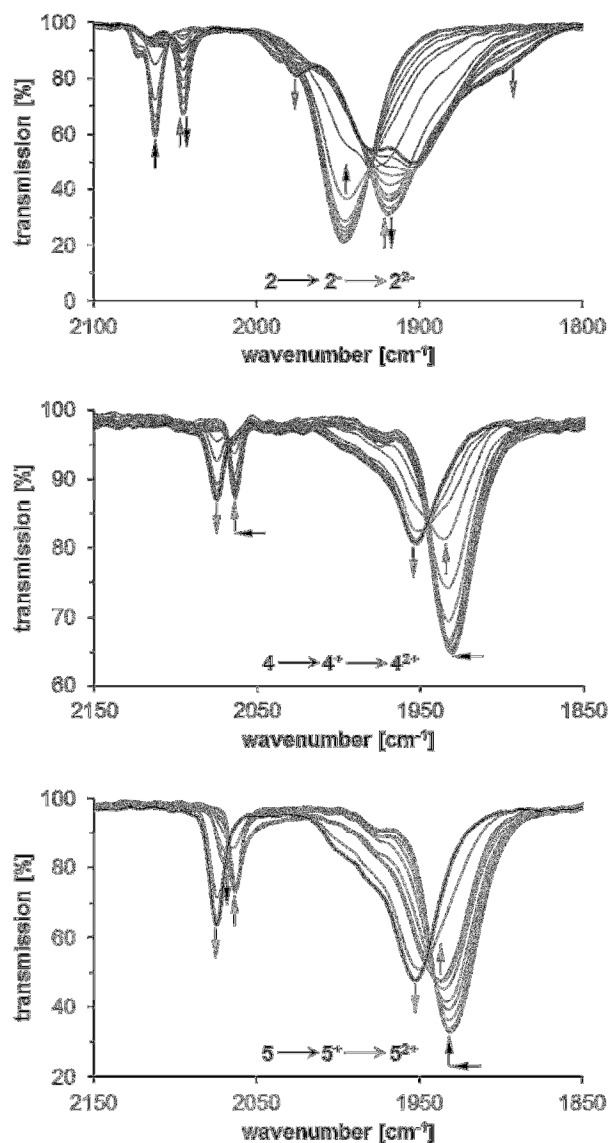 transmission [%]
100
80
60
40
20
0
2 → 2⁻ → 2²⁻
2100 2000 1900 1800
wavenumber [cm⁻¹]
transmission [%]
100
90
80
70
60
4 → 4⁺ → 4²⁺
2150 2050 1950 1850
wavenumber [cm⁻¹]
transmission [%]
100
80
60
40
20
5 → 5⁺ → 5²⁺
2150 2050 1950 1850
wavenumber [cm⁻¹]